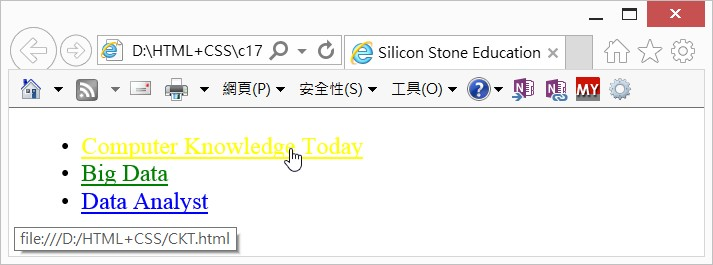 D:\HTML+CSS\c17
Silicon Stone Education
網頁(P) 安全性(S) 工具(O) ? N N MY
• Computer Knowledge Today
• Big Data
• Data Analyst
file:///D:/HTML+CSS/CKT.html